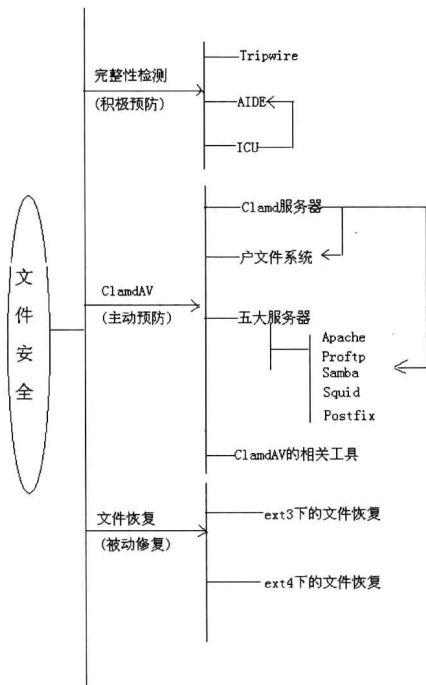 文件安全
完整性检测
(积极预防)
Tripwire
AIDE
ICU
ClamdAV
(主动预防)
Clamd服务器
户文件系统
五大服务器
Apache
Proftp
Samba
Squid
Postfix
ClamdAV的相关工具
文件恢复
(被动修复)
ext3下的文件恢复
ext4下的文件恢复